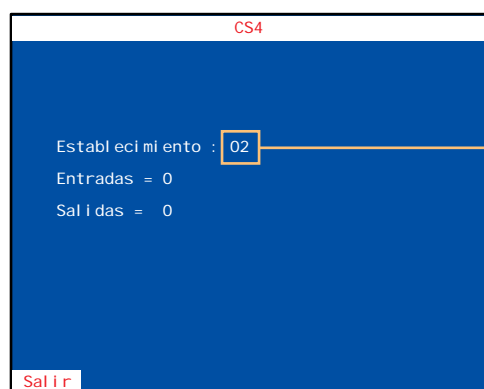 CS4
Establecimiento : 02
Entradas = 0
Salidas = 0
Salir